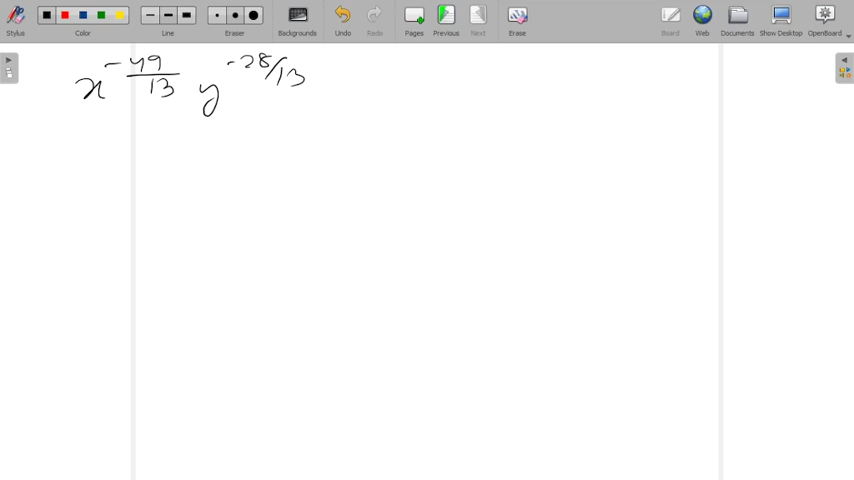 Stylus Color Line Eraser Backgrounds Undo Redo Pages Previous Next Erase Board Web Documents Show Desktop OpenBoard
x^{-\frac{49}{13}} y^{-28/13}